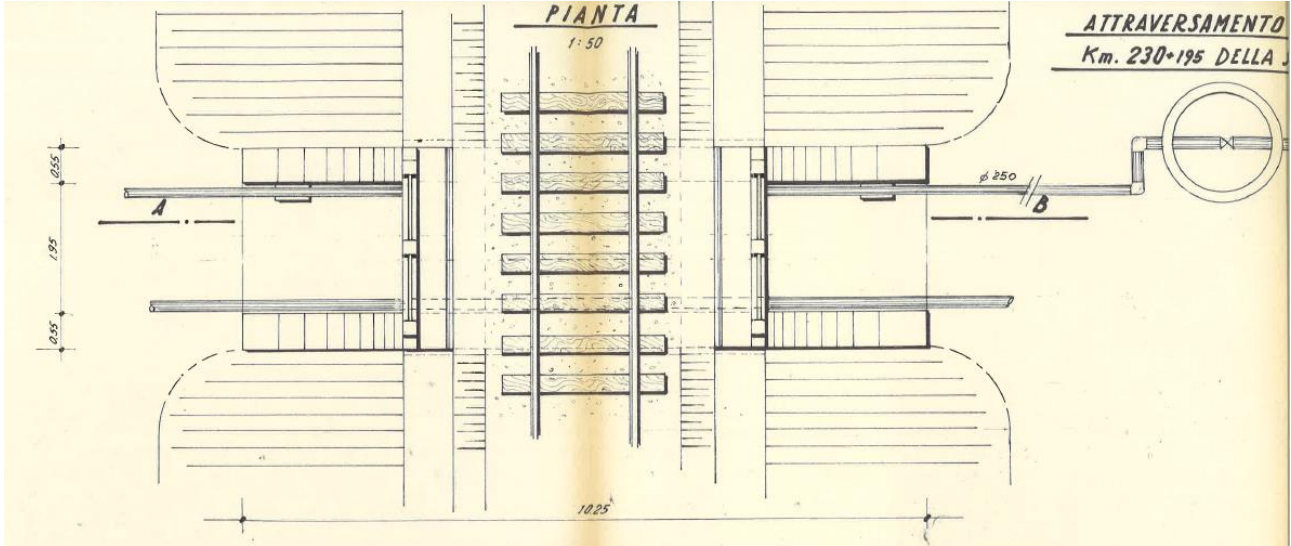 PIANTA
1:50
ATTRAVERSAMENTO
Km. 230+195 DELLA
0.55
1.95
0.55
A
ø 250
B
10.25